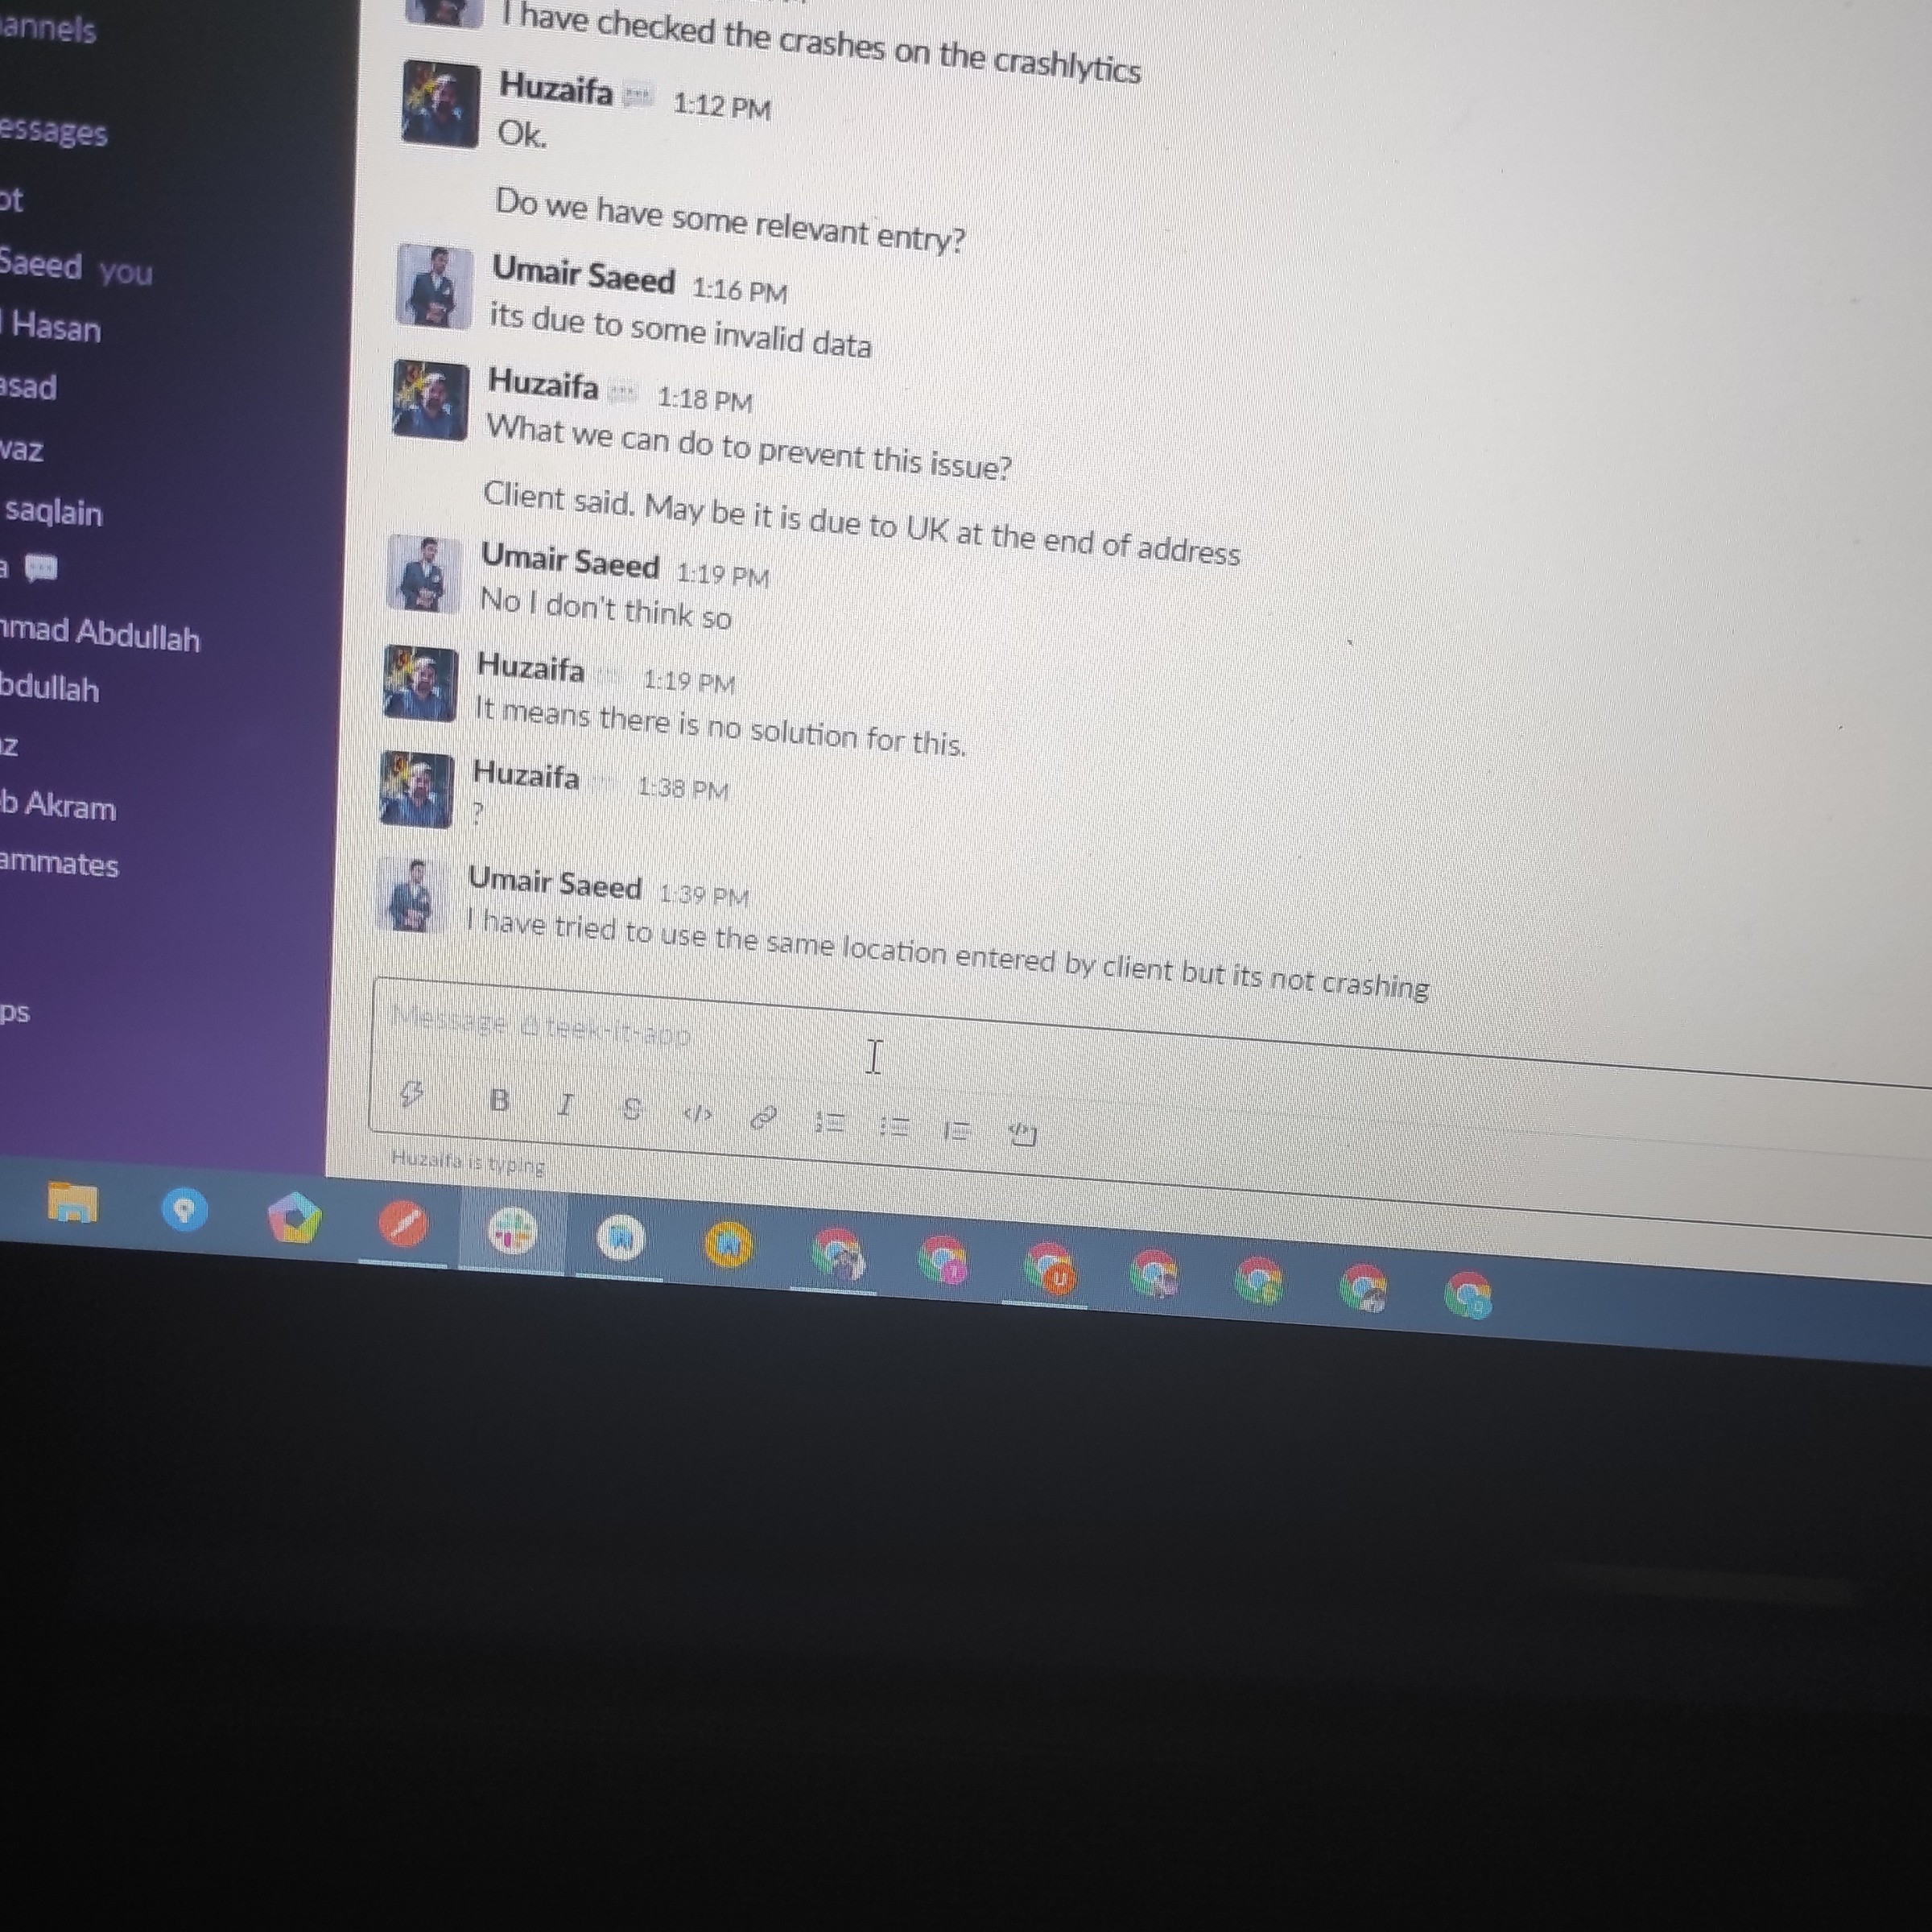 annels
essages
ot
Saeed you
Hasan
asad
vaz
saqlain
a
mad Abdullah
bdullah
az
b Akram
ammates
ps
I have checked the crashes on the crashlytics
Huzaifa 1:12 PM
Ok.
Do we have some relevant entry?
Umair Saeed 1:16 PM
its due to some invalid data
Huzaifa 1:18 PM
What we can do to prevent this issue?
Client said. May be it is due to UK at the end of address
Umair Saeed 1:19 PM
No I don't think so
Huzaifa 1:19 PM
It means there is no solution for this.
Huzaifa 1:38 PM
?
Umair Saeed 1:39 PM
I have tried to use the same location entered by client but its not crashing
Message teek-it-app
B I S </>
Huzaifa is typing
U